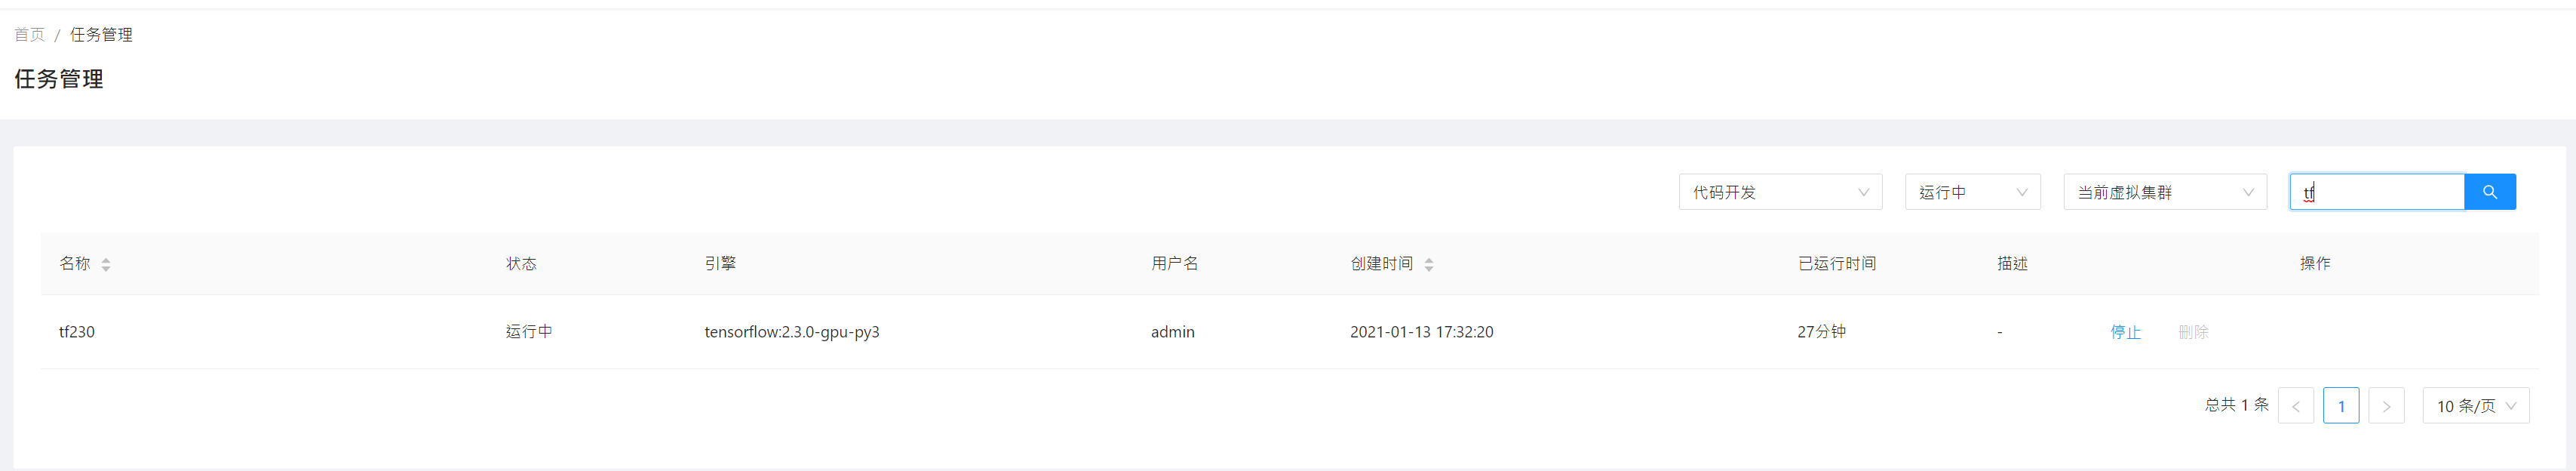 首页 / 任务管理
任务管理
代码开发 运行中 当前虚拟集群 tf
名称 状态 引擎 用户名 创建时间 已运行时间 描述 操作
tf230 运行中 tensorflow:2.3.0-gpu-py3 admin 2021-01-13 17:32:20 27分钟 - 停止 删除
总共 1 条 < 1 > 10 条/页